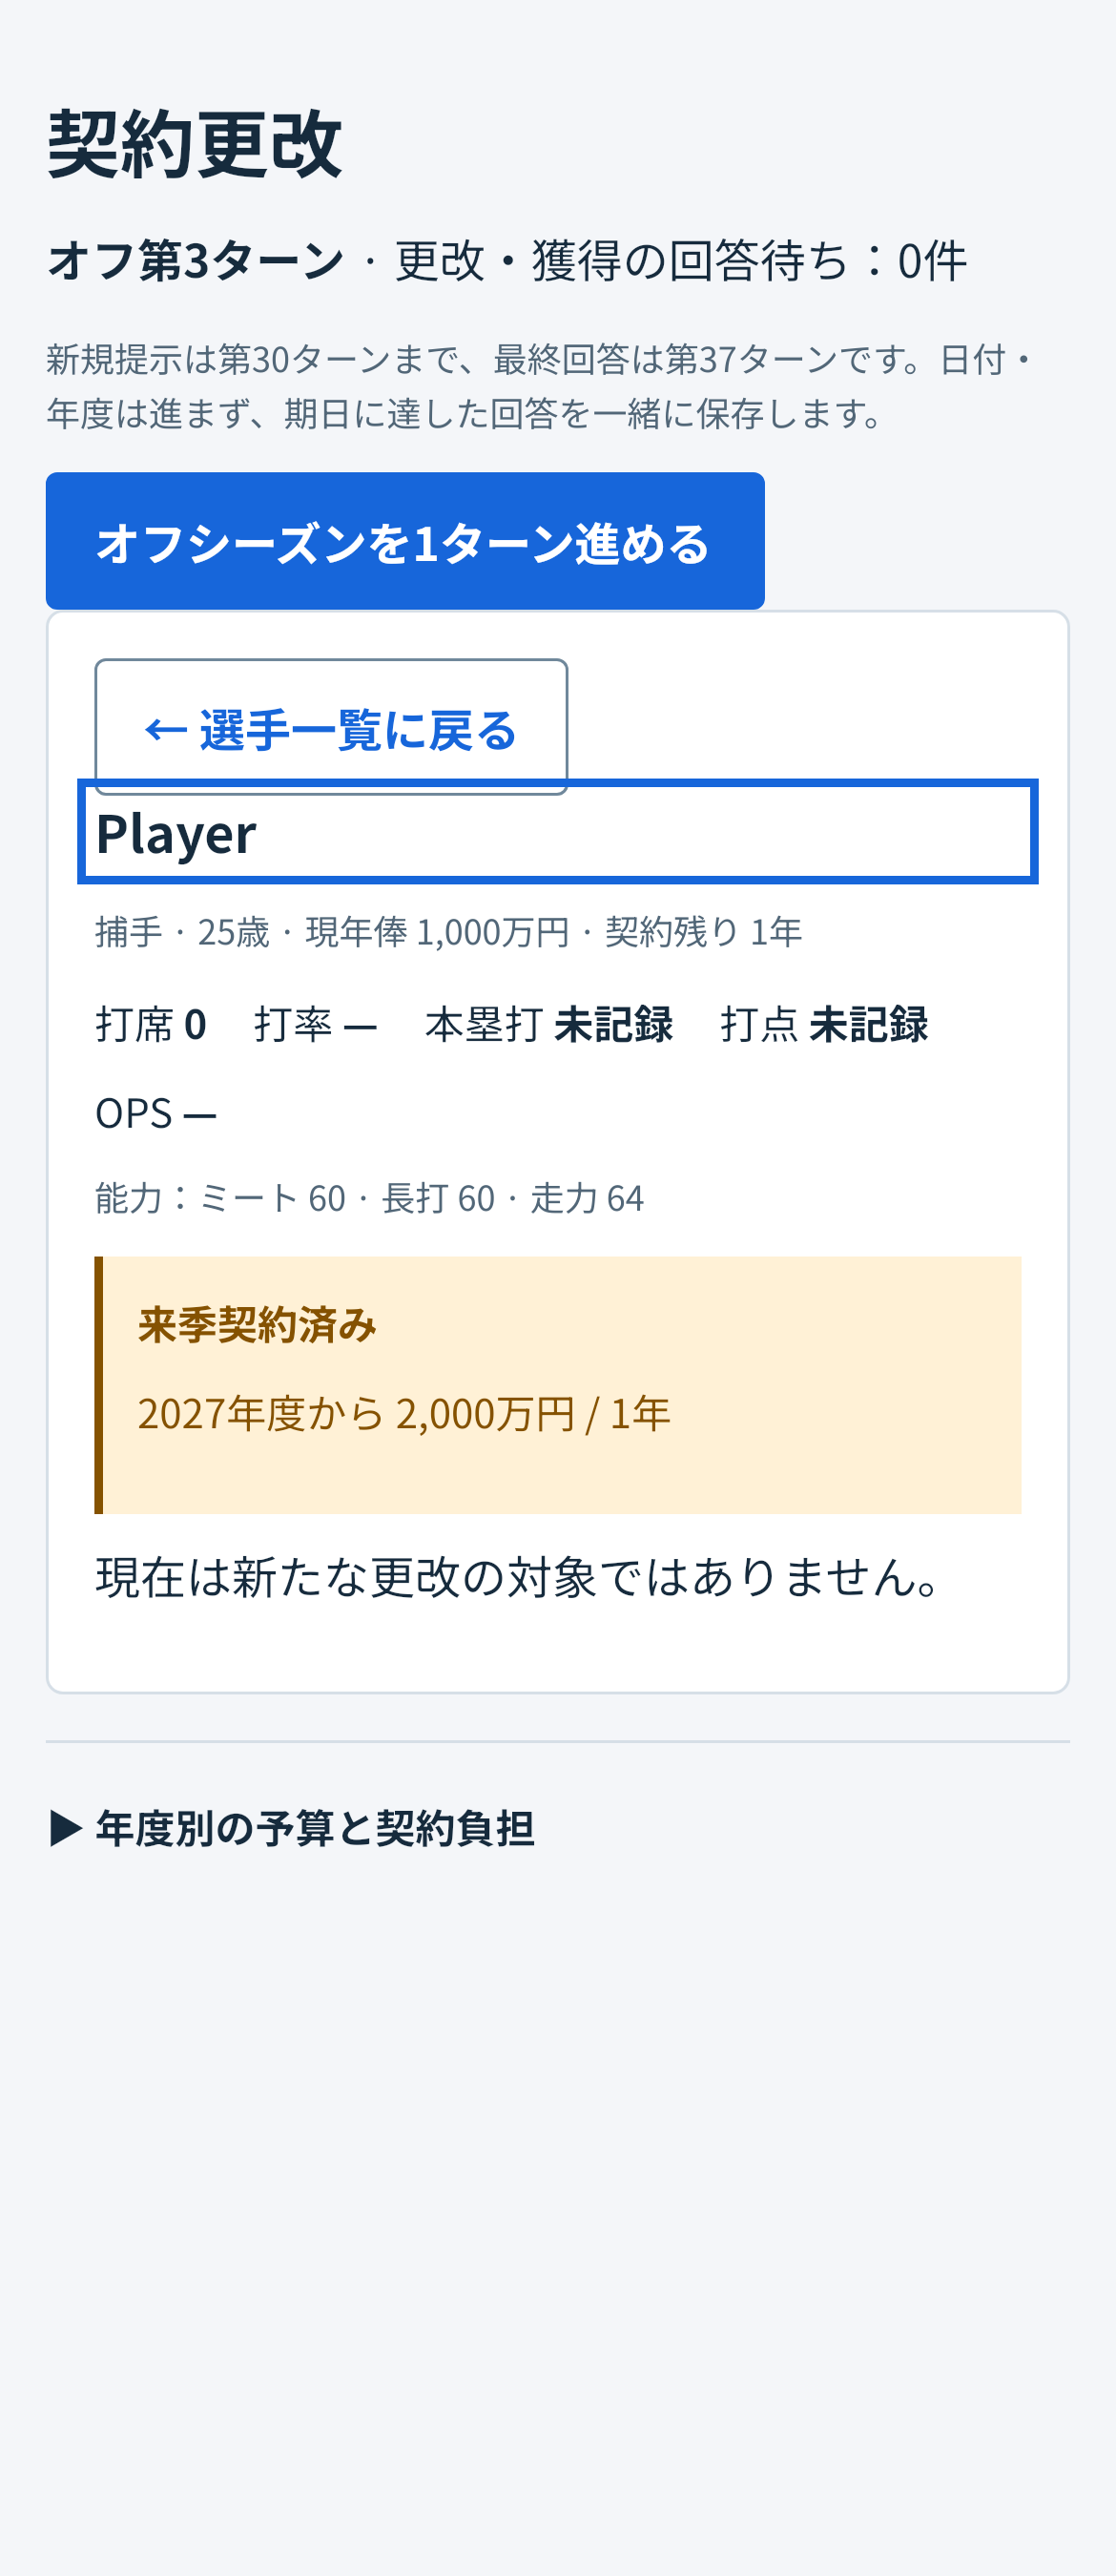 契約更改
オフ第3ターン · 更改・獲得の回答待ち：0件
新規提示は第30ターンまで、最終回答は第37ターンです。日付・
年度は進まず、期日に達した回答を一緒に保存します。
オフシーズンを1ターン進める
← 選手一覧に戻る
Player
捕手 · 25歳 · 現年俸 1,000万円 · 契約残り 1年
打席 0 打率 — 本塁打 未記録 打点 未記録
OPS —
能力：ミート 60 · 長打 60 · 走力 64
来季契約済み
2027年度から 2,000万円 / 1年
現在は新たな更改の対象ではありません。
▶ 年度別の予算と契約負担